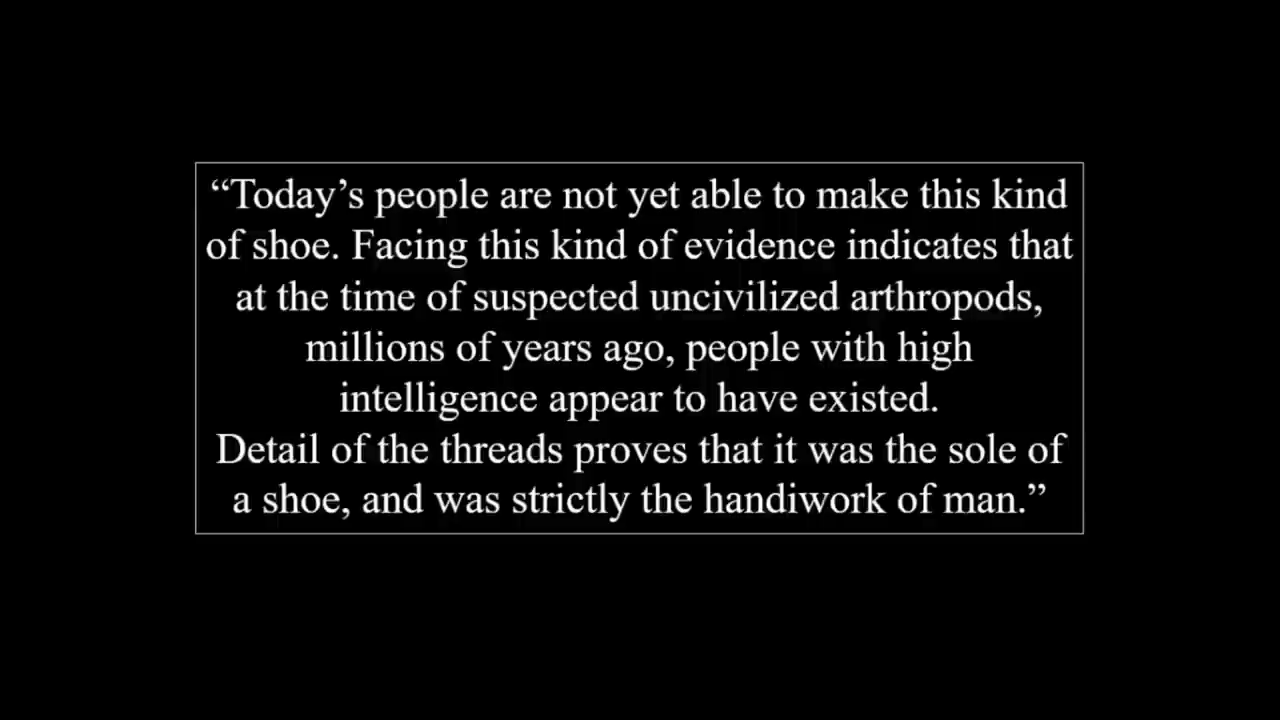 “Today’s people are not yet able to make this kind
of shoe. Facing this kind of evidence indicates that
at the time of suspected uncivilized arthropods,
millions of years ago, people with high
intelligence appear to have existed.
Detail of the threads proves that it was the sole of
a shoe, and was strictly the handiwork of man.”